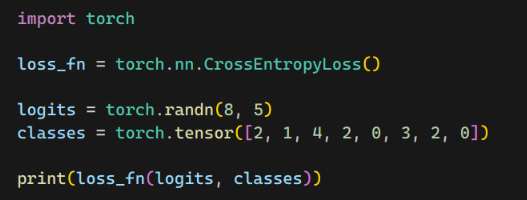 import torch
loss_fn = torch.nn.CrossEntropyLoss()
logits = torch.randn(8, 5)
classes = torch.tensor([2, 1, 4, 2, 0, 3, 2, 0])
print(loss_fn(logits, classes))